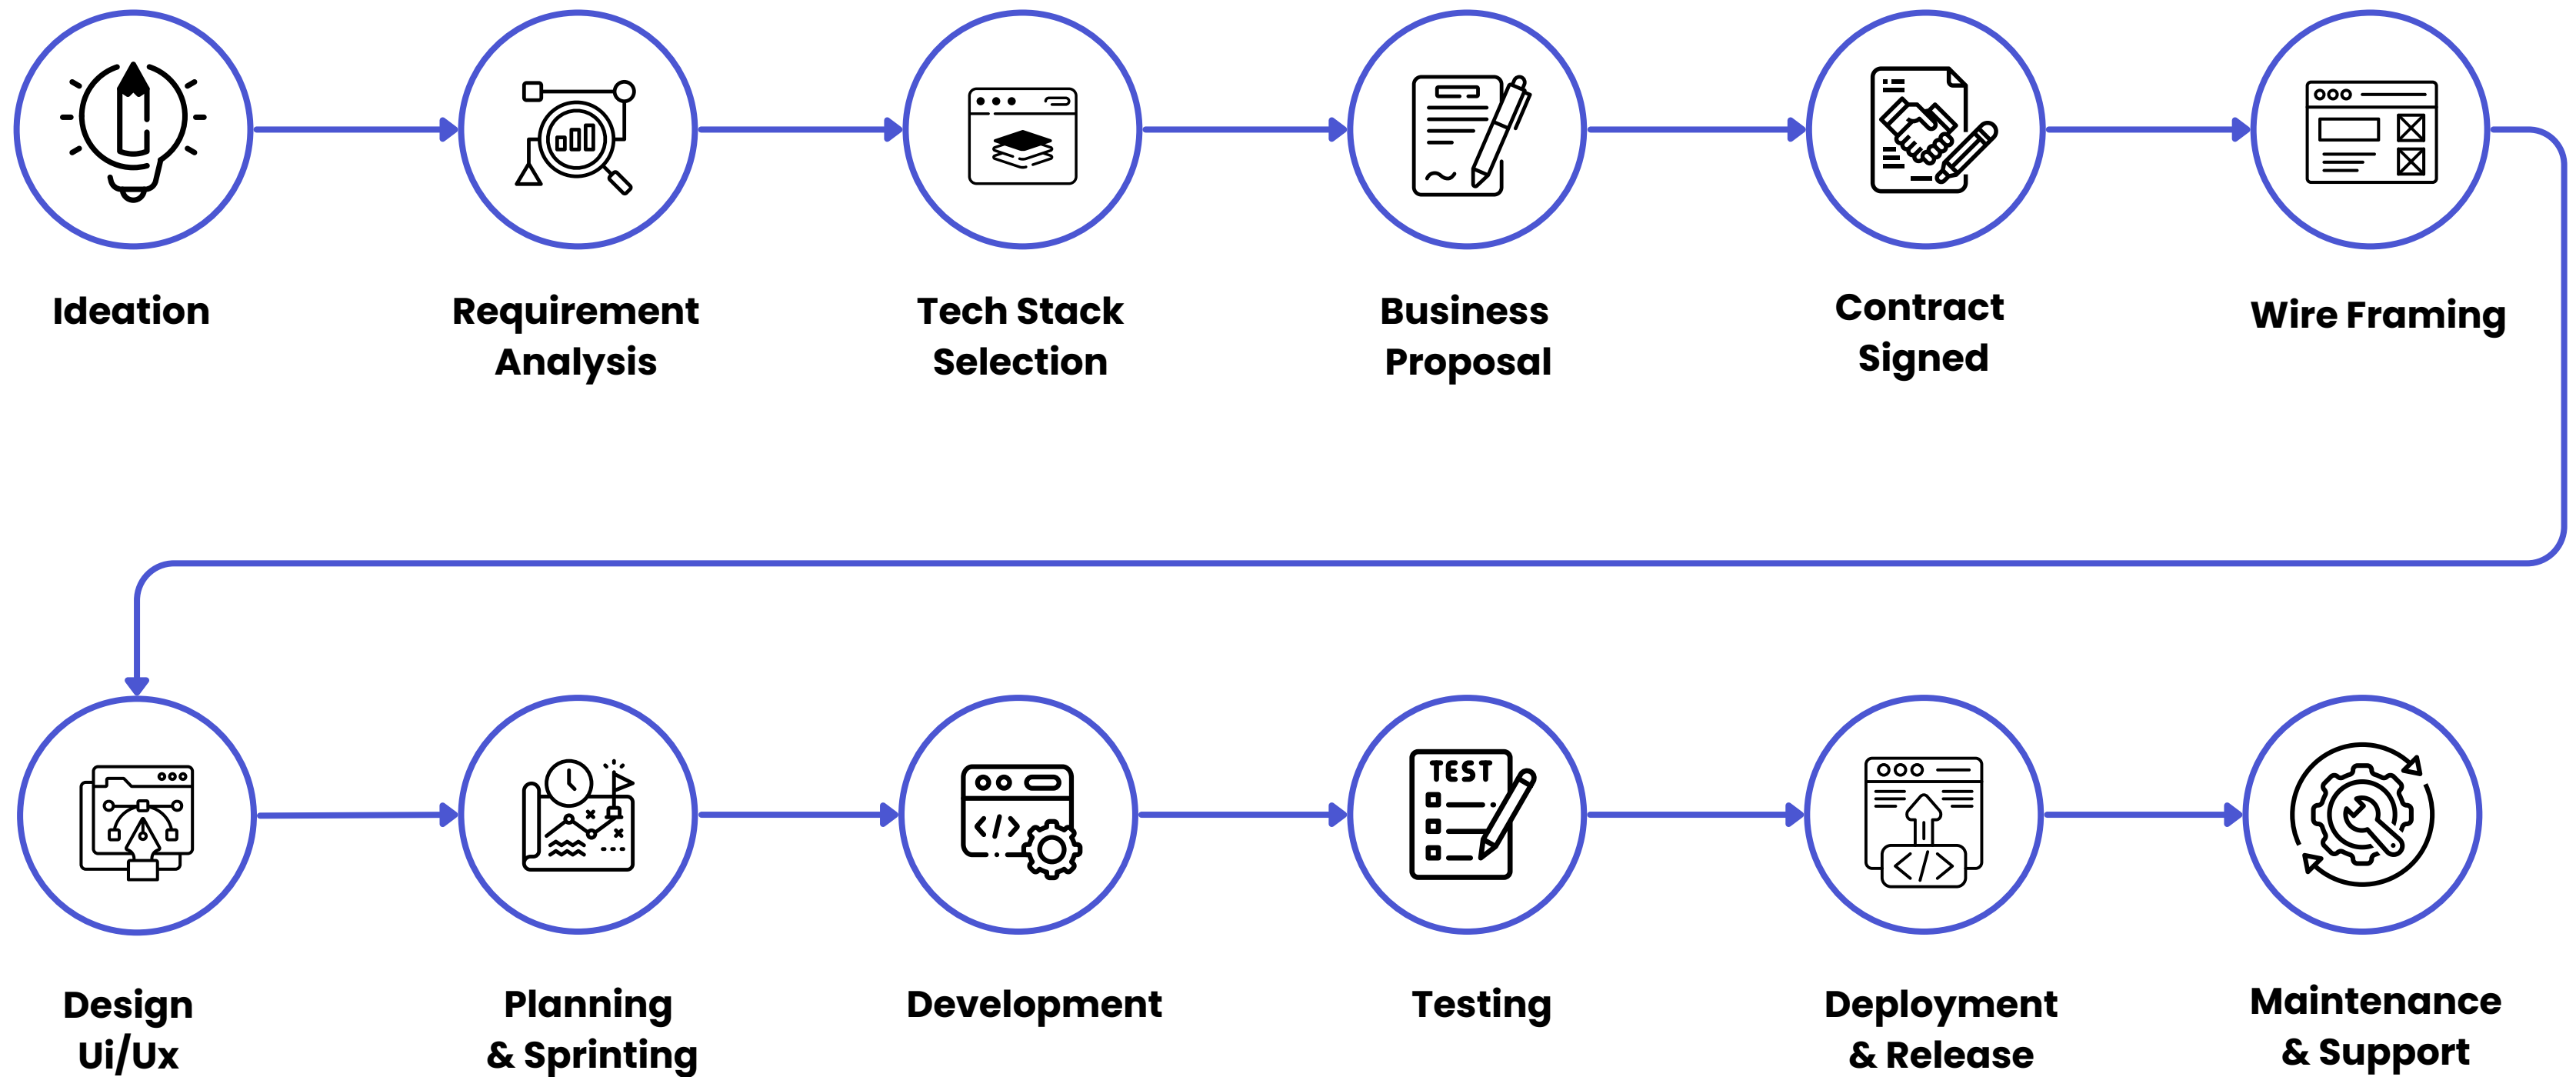 Ideation
Requirement
Analysis
Tech Stack
Selection
Business
Proposal
Contract
Signed
Wire Framing
TEST
Design
Ui/Ux
Planning
& Sprinting
Development
Testing
Deployment
& Release
Maintenance
& Support